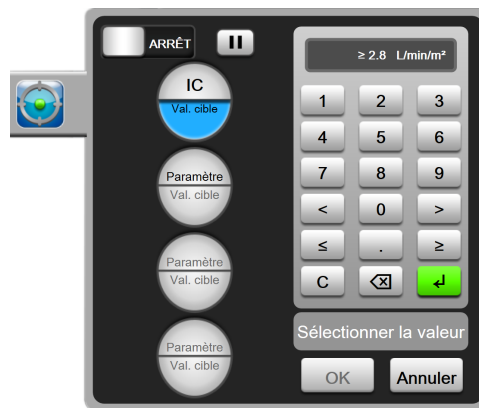 ARRÊT
IC
Val. cible
Paramètre
Val. cible
Paramètre
Val. cible
Paramètre
Val. cible
≥ 2.8 L/min/m²
1 2 3
4 5 6
7 8 9
< 0 >
≤ . ≥
C
Sélectionner la valeur
OK Annuler